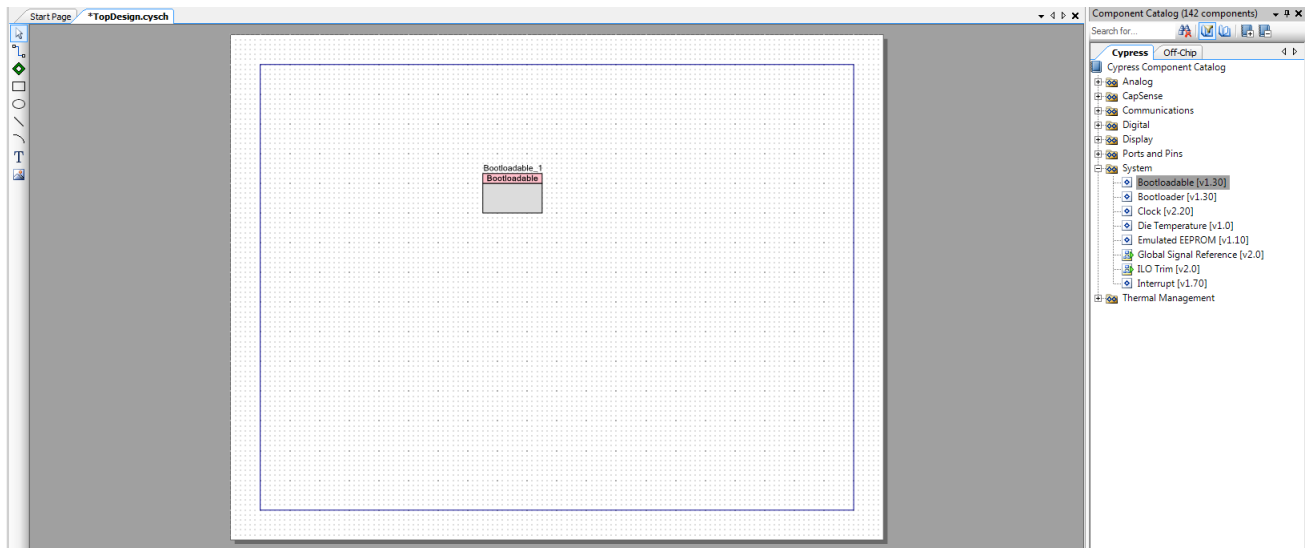 Start Page
*TopDesign.cysch
Component Catalog (142 components)
Search for...
Cypress
Off-Chip
Cypress Component Catalog
Analog
CapSense
Communications
Digital
Display
Ports and Pins
System
Bootloadable [v1.30]
Bootloader [v1.30]
Clock [v2.20]
Die Temperature [v1.0]
Emulated EEPROM [v1.10]
Global Signal Reference [v2.0]
ILO Trim [v2.0]
Interrupt [v1.70]
Thermal Management
T
Bootloadable_1
Bootloadable